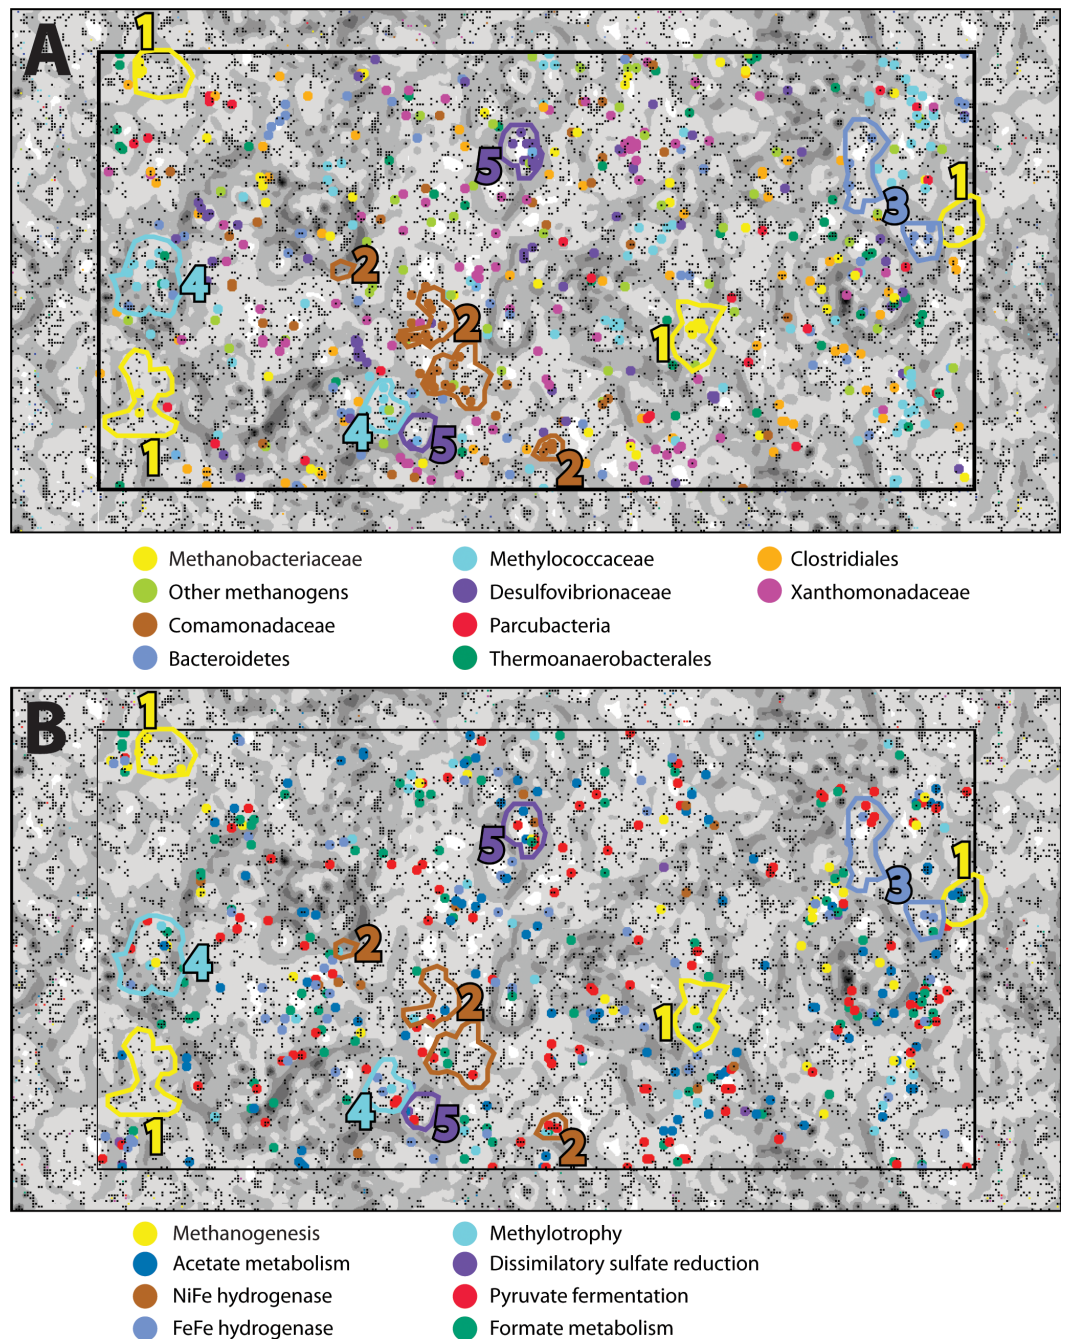 A
1
5
1
3
2
4
2
1
4
5
1
2
Methanobacteriaceae
Methylococcaceae
Clostridiales
Other methanogens
Desulfovibrionaceae
Xanthomonadaceae
Comamonadaceae
Parcubacteria
Bacteroidetes
Thermoanaerobacterales
B
1
5
1
3
2
4
2
1
4
5
1
2
Methanogenesis
Methylotrophy
Acetate metabolism
Dissimilatory sulfate reduction
NiFe hydrogenase
Pyruvate fermentation
FeFe hydrogenase
Formate metabolism